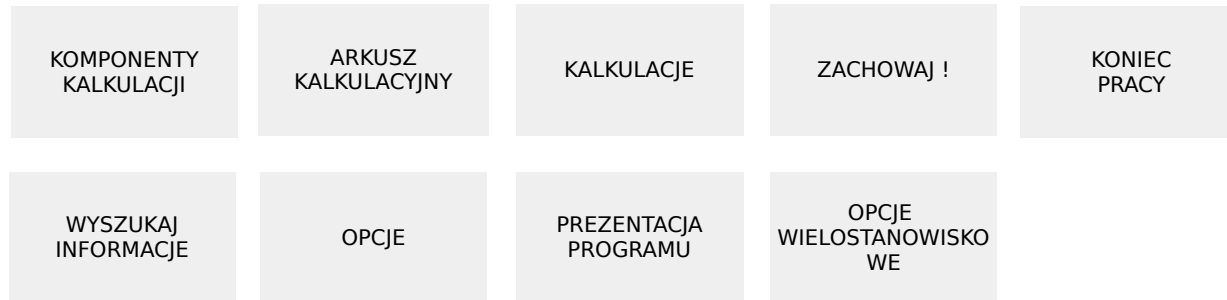 KOMPONENTY
KALKULACJI
ARKUSZ
KALKULACYJNY
KALKULACJE
ZACHOWAJ !
KONIEC
PRACY
WYSZUKAJ
INFORMACJE
OPCJE
PREZENTACJA
PROGRAMU
OPCJE
WIELOSTANOWISKO
WE